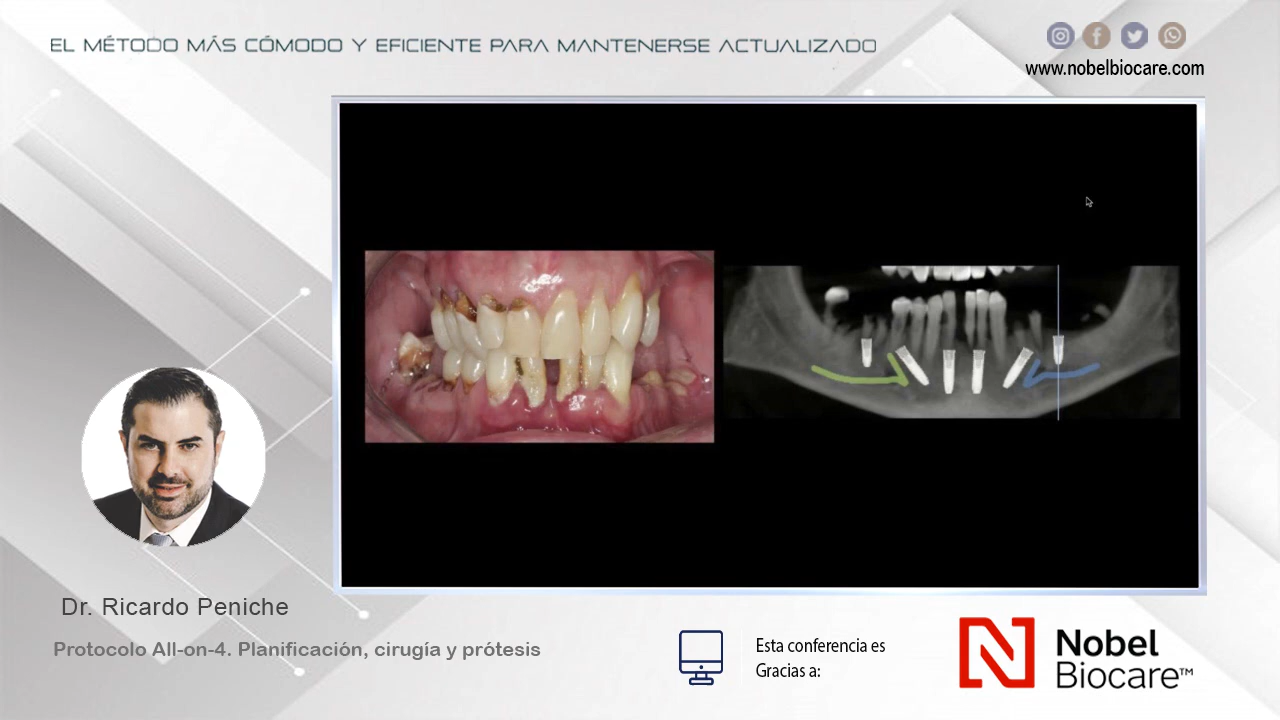 EL MÉTODO MÁS CÓMODO Y EFICIENTE PARA MANTENERSE ACTUALIZADO
www.nobelbiocare.com
Dr. Ricardo Peniche
Protocolo All-on-4. Planificación, cirugía y prótesis
Esta conferencia es
Gracias a:
Nobel
Biocare™